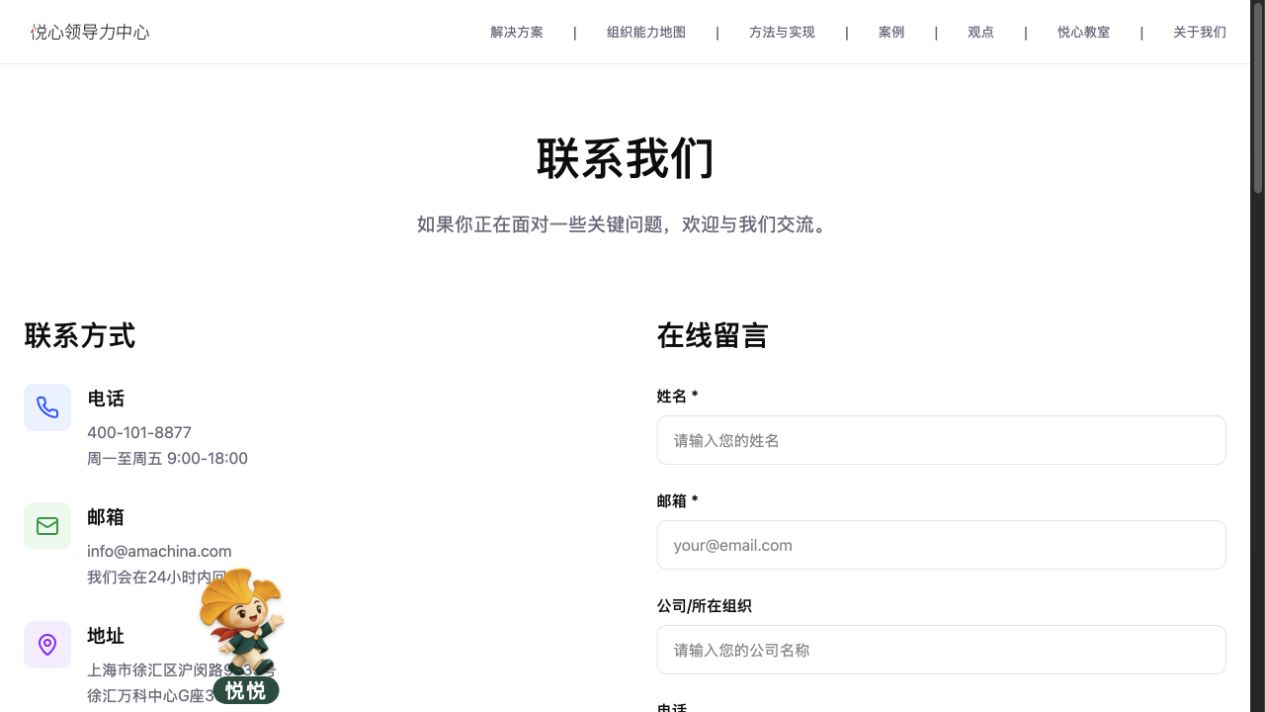 悦心领导力中心
解决方案 | 组织能力地图 | 方法与实现 | 案例 | 观点 | 悦心教室 | 关于我们
联系我们
如果你正在面对一些关键问题，欢迎与我们交流。
联系方式
电话
400-101-8877
周一至周五 9:00-18:00
邮箱
info@amachina.com
我们会在24小时内
地址
上海市徐汇区沪闵路
徐汇万科中心G座
悦悦
在线留言
姓名 *
请输入您的姓名
邮箱 *
your@email.com
公司/所在组织
请输入您的公司名称
电话